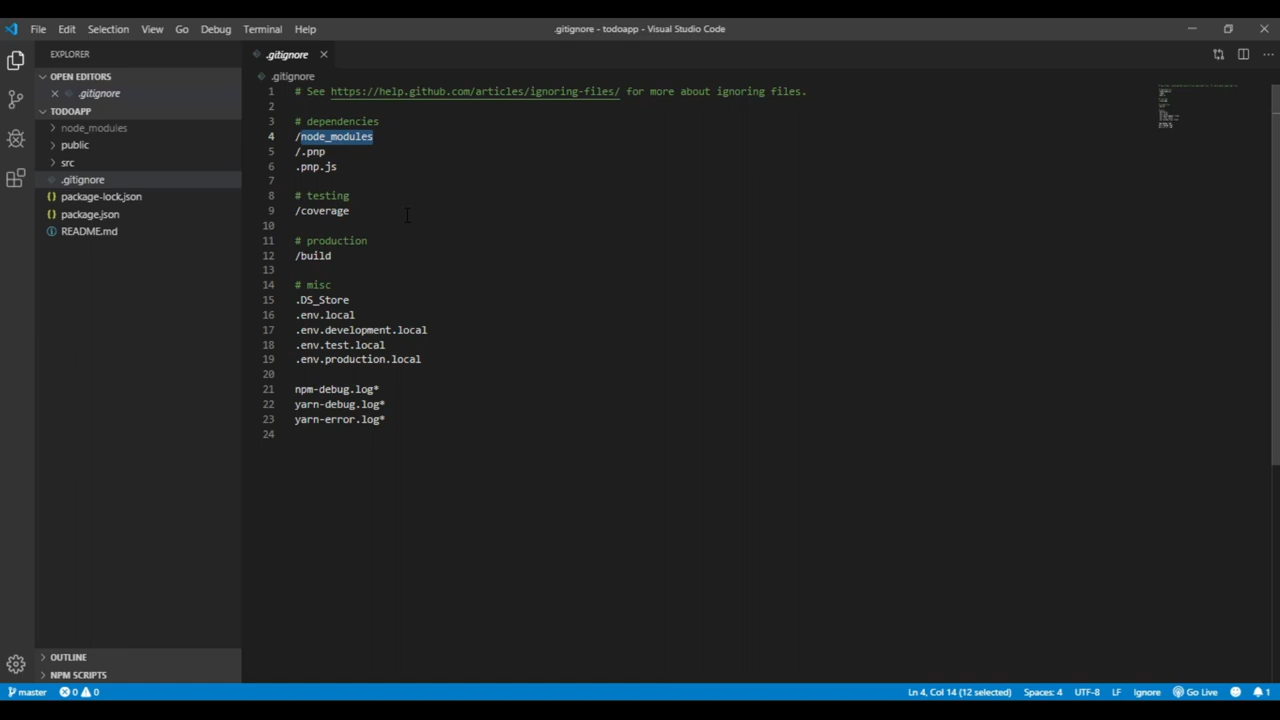 File Edit Selection View Go Debug Terminal Help
.gitignore - todoapp - Visual Studio Code
EXPLORER
OPEN EDITORS
.gitignore
TODOAPP
node_modules
public
src
.gitignore
package-lock.json
package.json
README.md
OUTLINE
NPM SCRIPTS
.gitignore
.gitignore
1 # See https://help.github.com/articles/ignoring-files/ for more about ignoring files.
2
3 # dependencies
4 /node_modules
5 /.pnp
6 .pnp.js
7
8 # testing
9 /coverage
10
11 # production
12 /build
13
14 # misc
15 .DS_Store
16 .env.local
17 .env.development.local
18 .env.test.local
19 .env.production.local
20
21 npm-debug.log*
22 yarn-debug.log*
23 yarn-error.log*
24
master 0 0 Ln 4, Col 14 (12 selected) Spaces: 4 UTF-8 LF Ignore Go Live 1